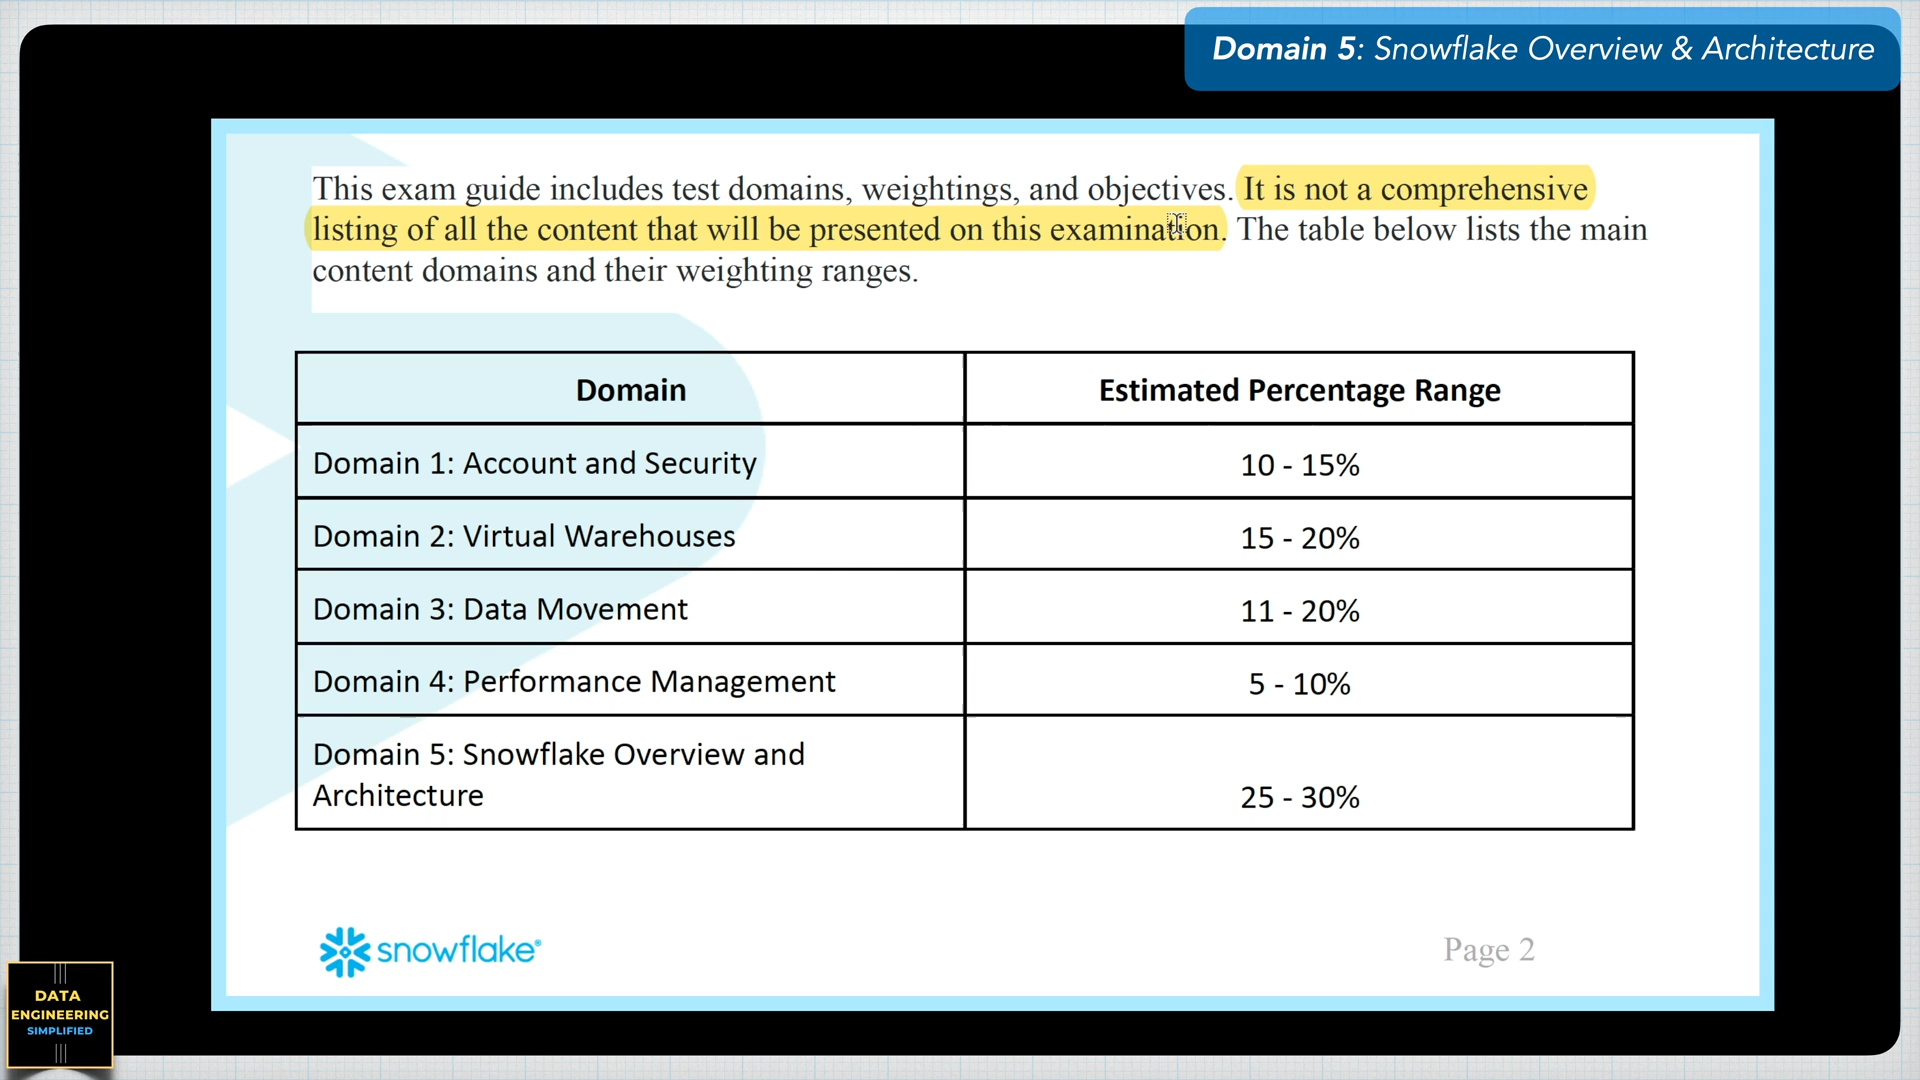 Domain 5: Snowflake Overview & Architecture
This exam guide includes test domains, weightings, and objectives. It is not a comprehensive
listing of all the content that will be presented on this examination. The table below lists the main
content domains and their weighting ranges.
Domain Estimated Percentage Range
Domain 1: Account and Security 10 - 15%
Domain 2: Virtual Warehouses 15 - 20%
Domain 3: Data Movement 11 - 20%
Domain 4: Performance Management 5 - 10%
Domain 5: Snowflake Overview and
Architecture 25 - 30%
snowflake®
Page 2
DATA
ENGINEERING
SIMPLIFIED